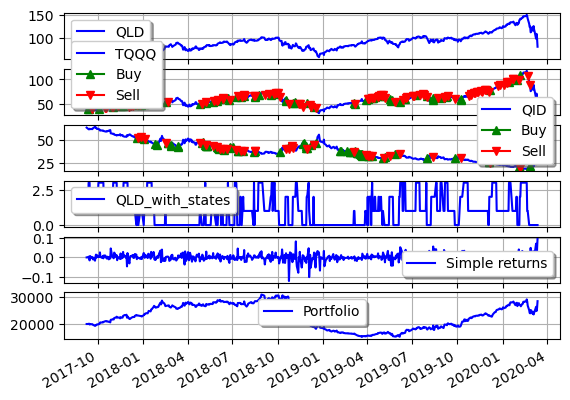 150
QLD
100
TQQQ
100
Buy
50
Sell
QID
50
Buy
25
Sell
2.5
QLD_with_states
0.0
0.1
0.0
Simple returns
−0.1
30000
Portfolio
20000
2017-10
2018-01
2018-04
2018-07
2018-10
2019-01
2019-04
2019-07
2019-10
2020-01
2020-04